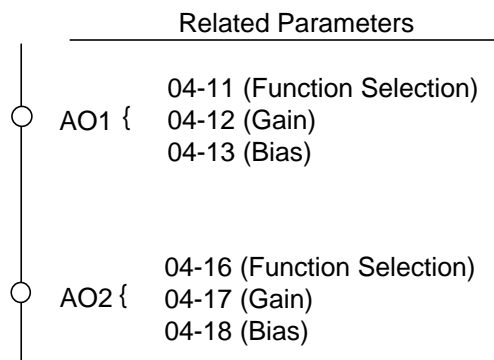 Related Parameters
04-11 (Function Selection)
AO1 { 04-12 (Gain)
04-13 (Bias)
04-16 (Function Selection)
AO2 { 04-17 (Gain)
04-18 (Bias)